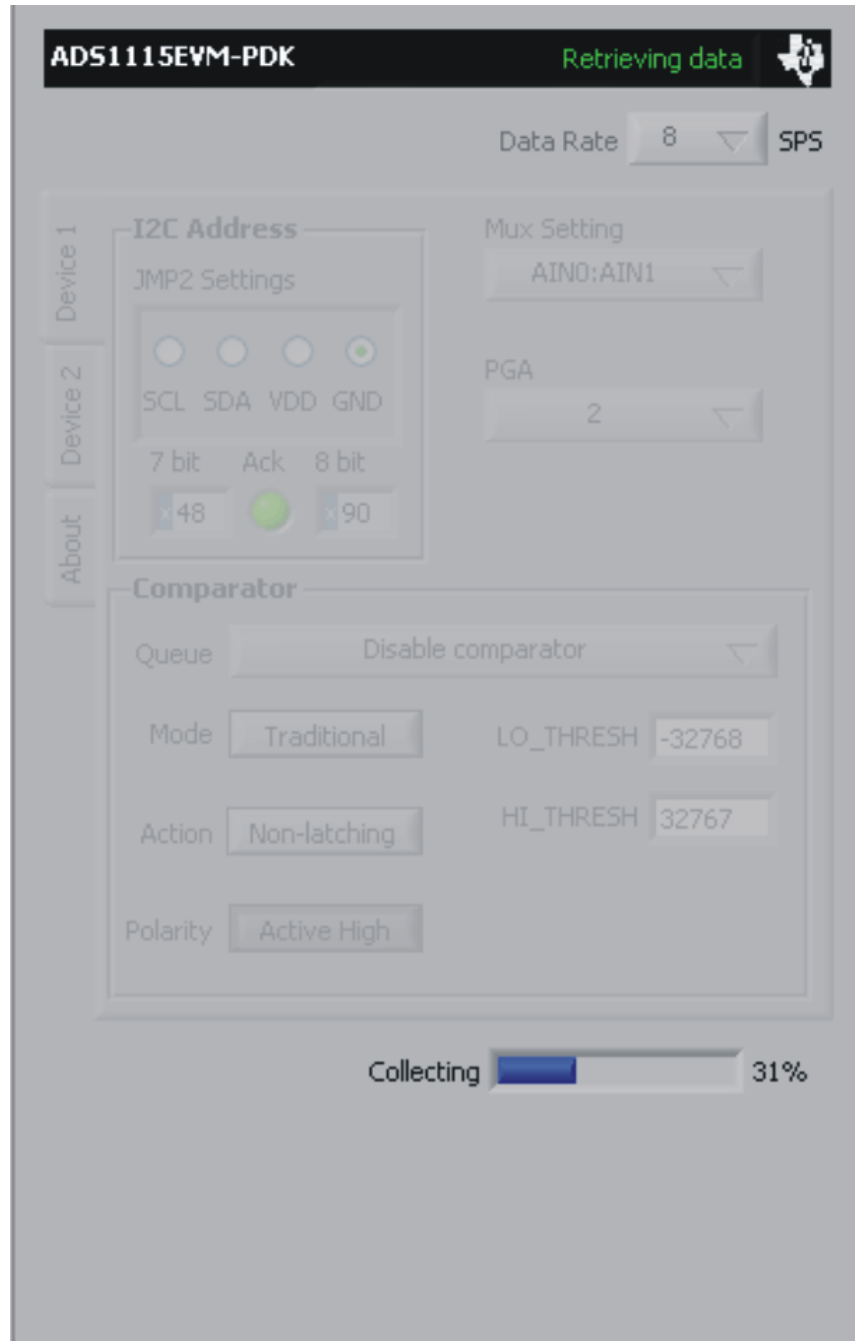 ADS1115EVM-PDK Retrieving data
Data Rate 8 SPS
Device 1
Device 2
About
I2C Address
JMP2 Settings
SCL SDA VDD GND
7 bit Ack 8 bit
x 48 x 90
Mux Setting
AIN0:AIN1
PGA
2
Comparator
Queue Disable comparator
Mode Traditional LO_THRESH -32768
Action Non-latching HI_THRESH 32767
Polarity Active High
Collecting 31%